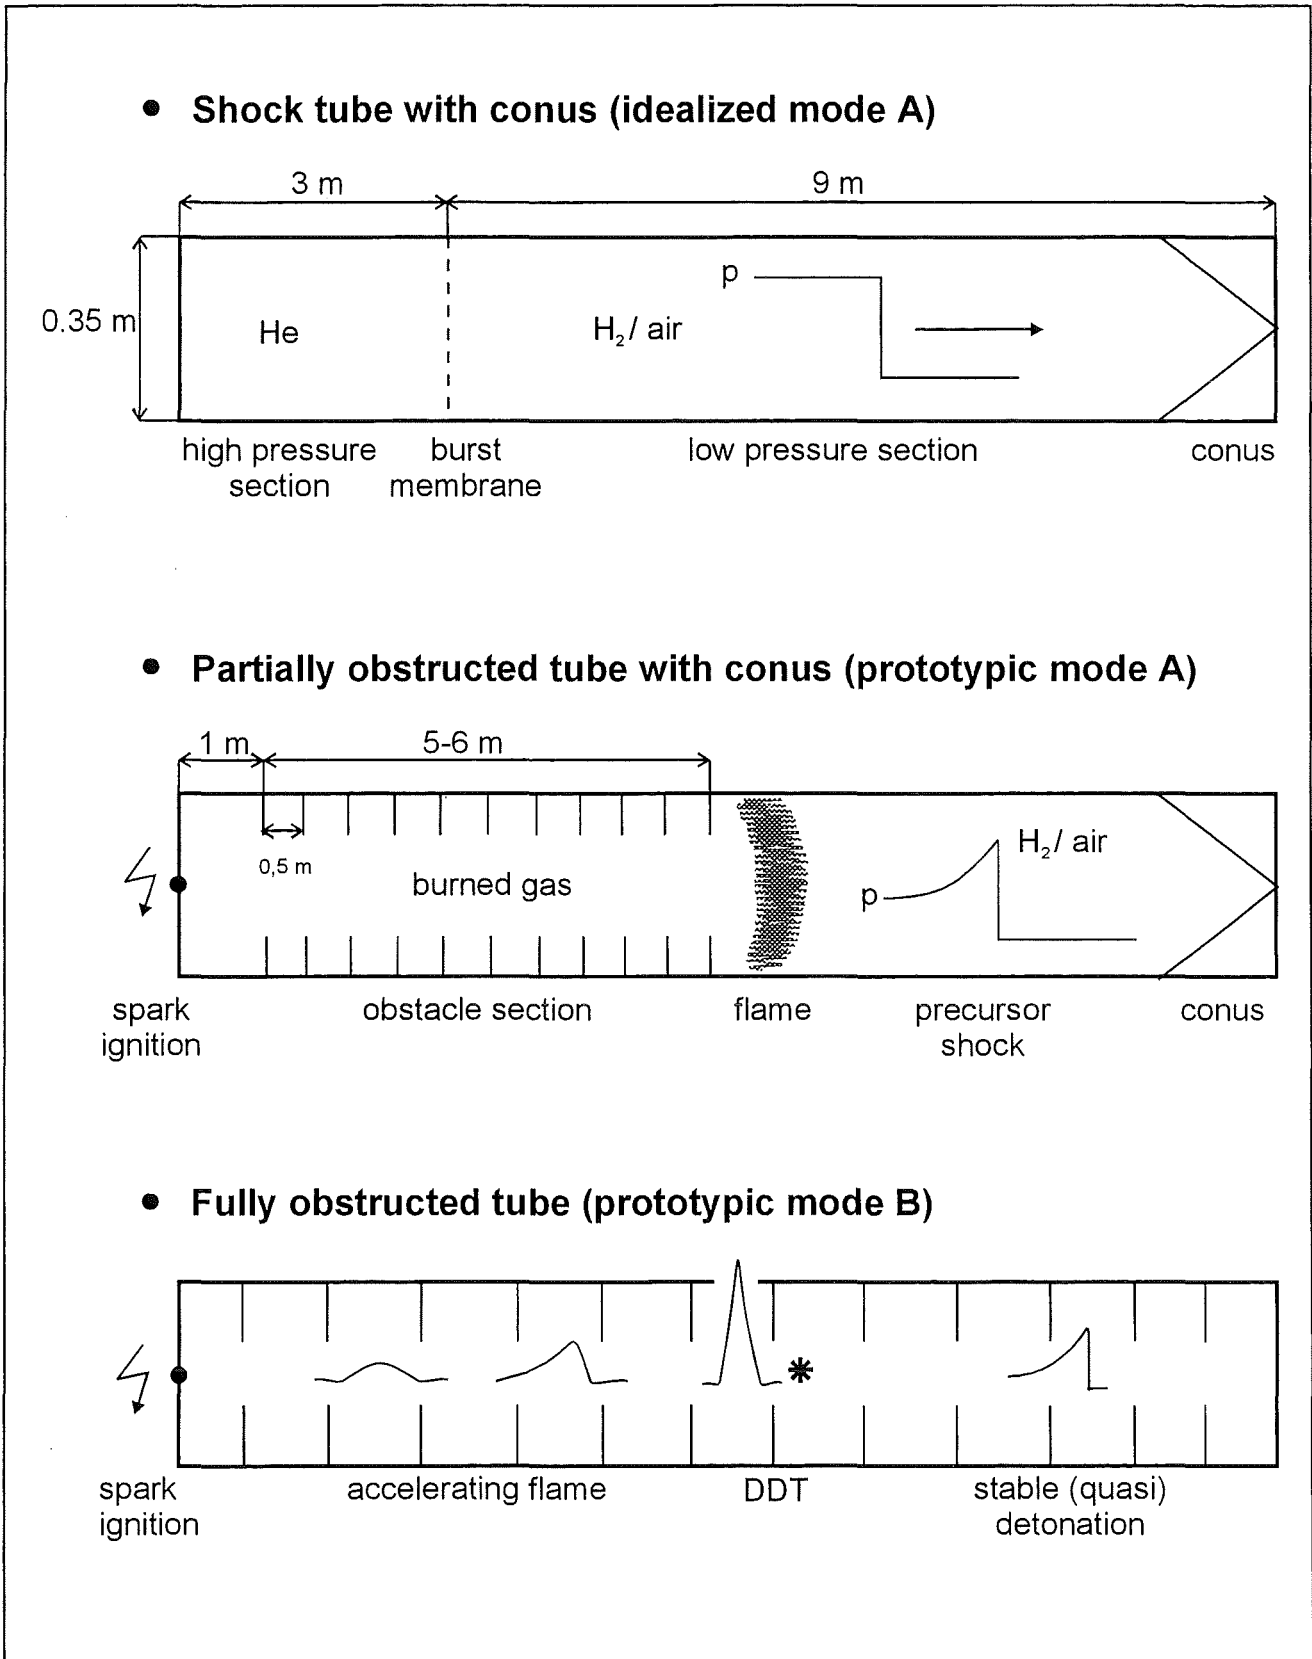 • Shock tube with conus (idealized mode A)
3 m
9 m
0.35 m
He
H₂/ air
p
high pressure
section
burst
membrane
low pressure section
conus
• Partially obstructed tube with conus (prototypic mode A)
1 m
5-6 m
0,5 m
burned gas
p
H₂/ air
spark
ignition
obstacle section
flame
precursor
shock
conus
• Fully obstructed tube (prototypic mode B)
*
spark
ignition
accelerating flame
DDT
stable (quasi)
detonation